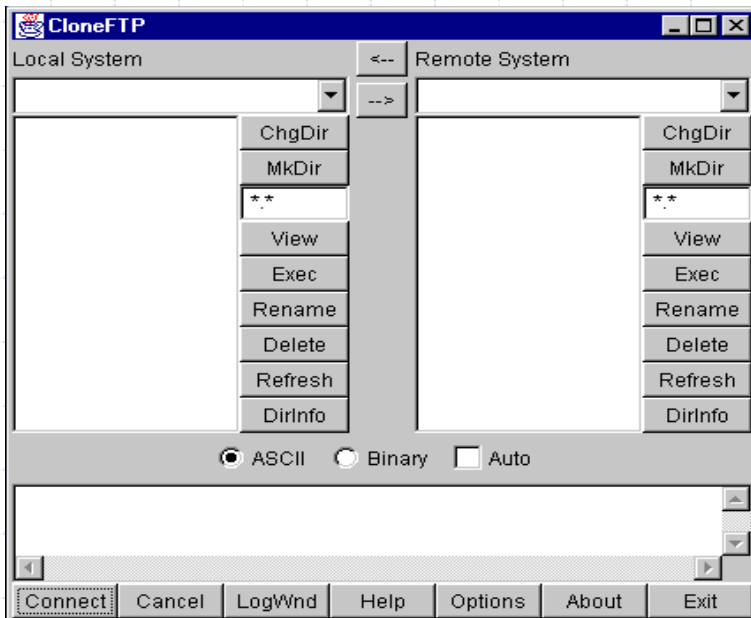 CloneFTP
Local System
<--
Remote System
-->
ChgDir
MkDir
*.*
View
Exec
Rename
Delete
Refresh
DirInfo
ChgDir
MkDir
*.*
View
Exec
Rename
Delete
Refresh
DirInfo
ASCII Binary Auto
Connect Cancel LogWnd Help Options About Exit